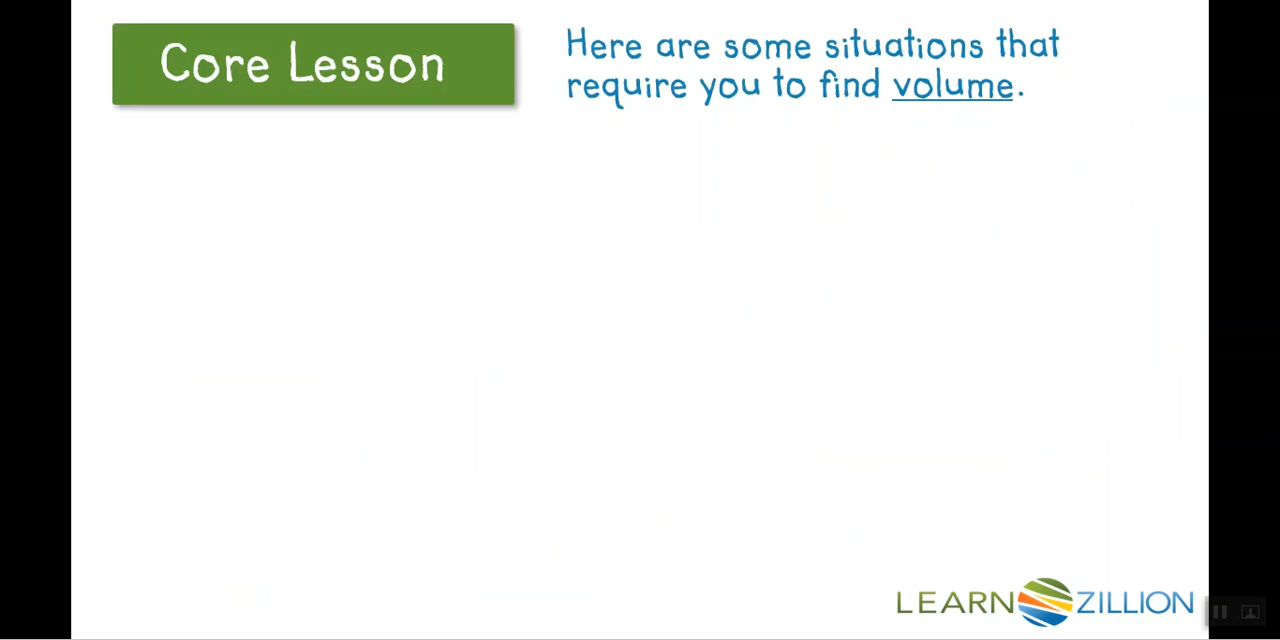 Core Lesson
Here are some situations that
require you to find volume.
LEARN ZILLION